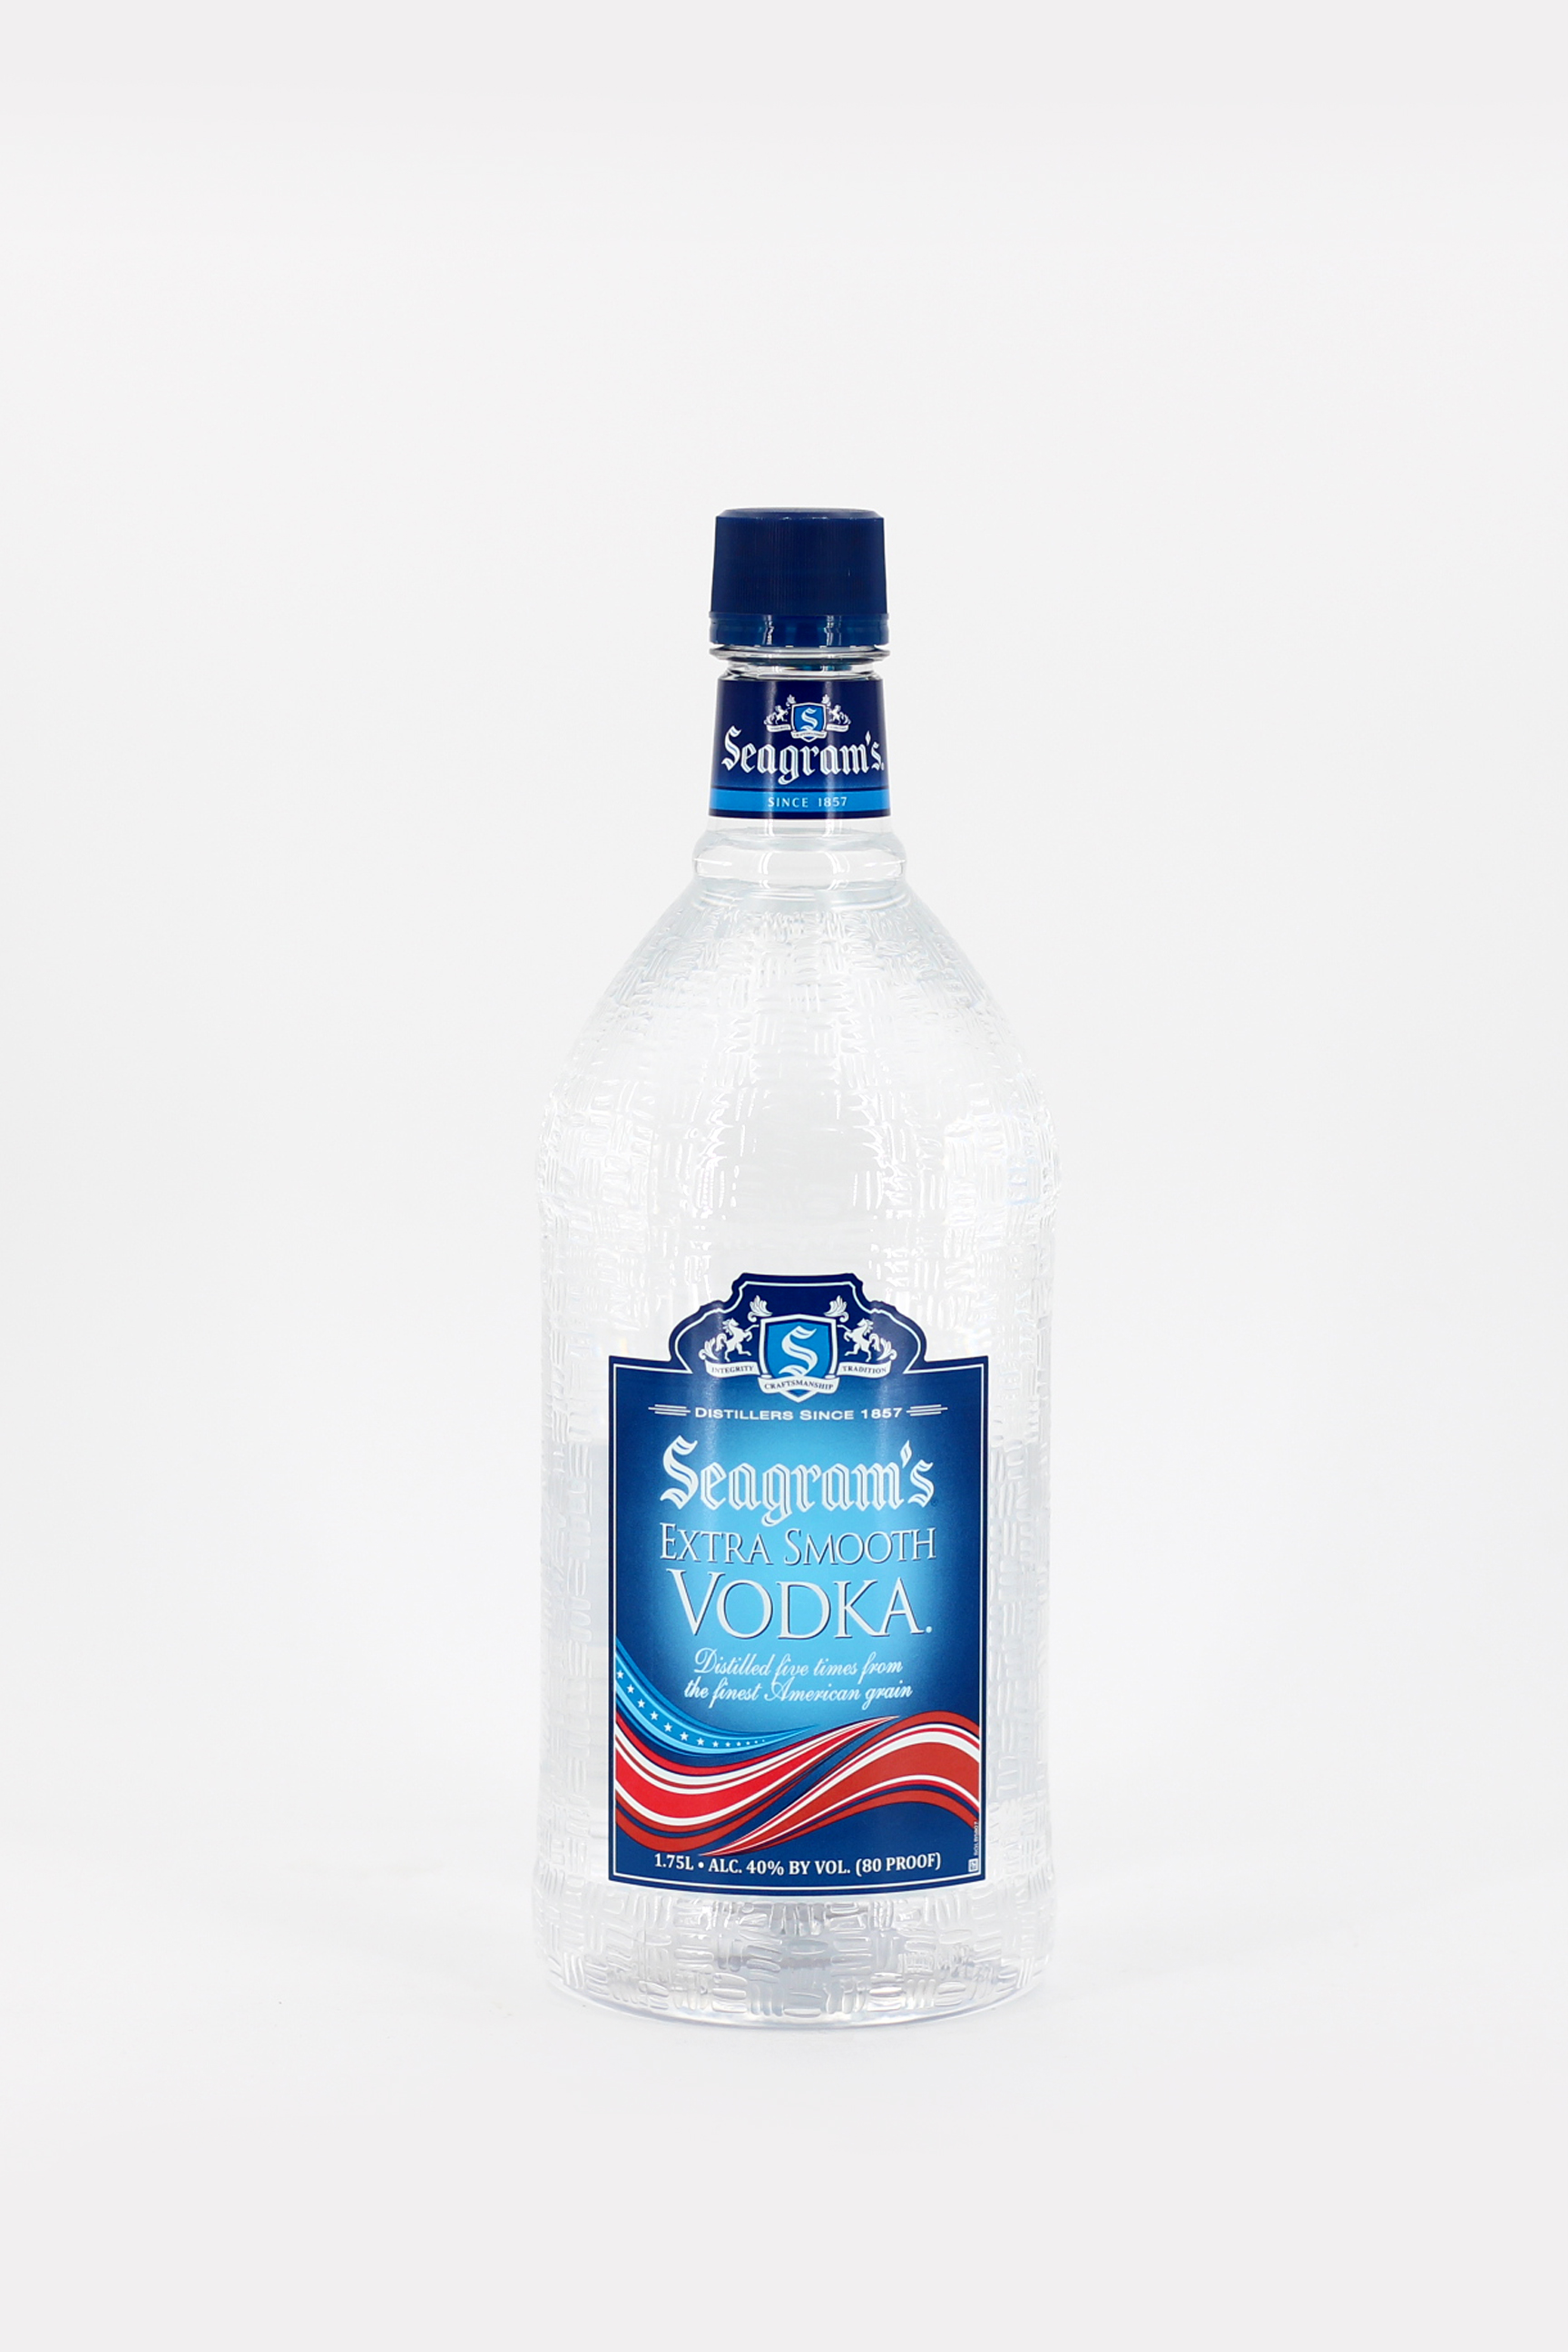 S
Seagram's
SINCE 1857
S
INTEGRITY
TRADITION
CRAFTSMANSHIP
DISTILLERS SINCE 1857
Seagram's
EXTRA SMOOTH
VODKA.
Distilled five times from
the finest American grain
1.75L • ALC. 40% BY VOL. (80 PROOF)